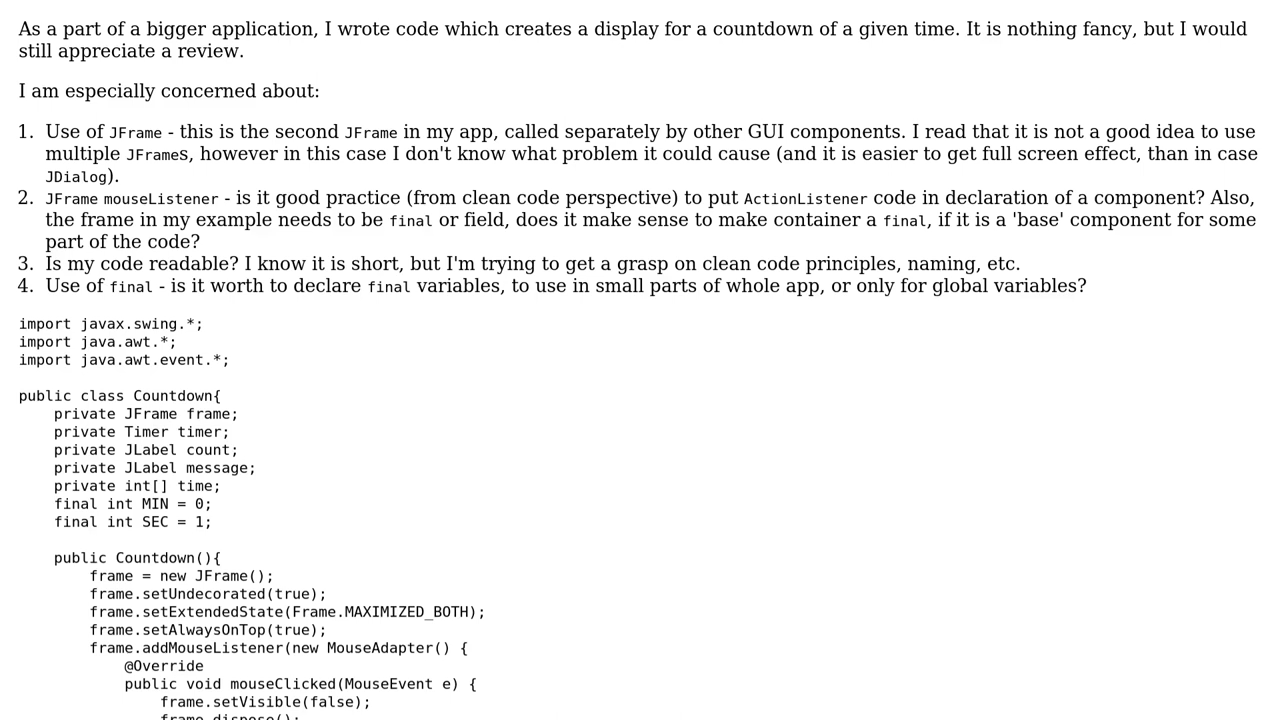 As a part of a bigger application, I wrote code which creates a display for a countdown of a given time. It is nothing fancy, but I would
still appreciate a review.
I am especially concerned about:
1. Use of JFrame - this is the second JFrame in my app, called separately by other GUI components. I read that it is not a good idea to use
multiple JFrames, however in this case I don't know what problem it could cause (and it is easier to get full screen effect, than in case
JDialog).
2. JFrame mouseListener - is it good practice (from clean code perspective) to put ActionListener code in declaration of a component? Also,
the frame in my example needs to be final or field, does it make sense to make container a final, if it is a 'base' component for some
part of the code?
3. Is my code readable? I know it is short, but I'm trying to get a grasp on clean code principles, naming, etc.
4. Use of final - is it worth to declare final variables, to use in small parts of whole app, or only for global variables?
import javax.swing.*;
import java.awt.*;
import java.awt.event.*;
public class Countdown{
    private JFrame frame;
    private Timer timer;
    private JLabel count;
    private JLabel message;
    private int[] time;
    final int MIN = 0;
    final int SEC = 1;
    public Countdown(){
        frame = new JFrame();
        frame.setUndecorated(true);
        frame.setExtendedState(Frame.MAXIMIZED_BOTH);
        frame.setAlwaysOnTop(true);
        frame.addMouseListener(new MouseAdapter() {
            @Override
            public void mouseClicked(MouseEvent e) {
                frame.setVisible(false);
                frame.dispose();